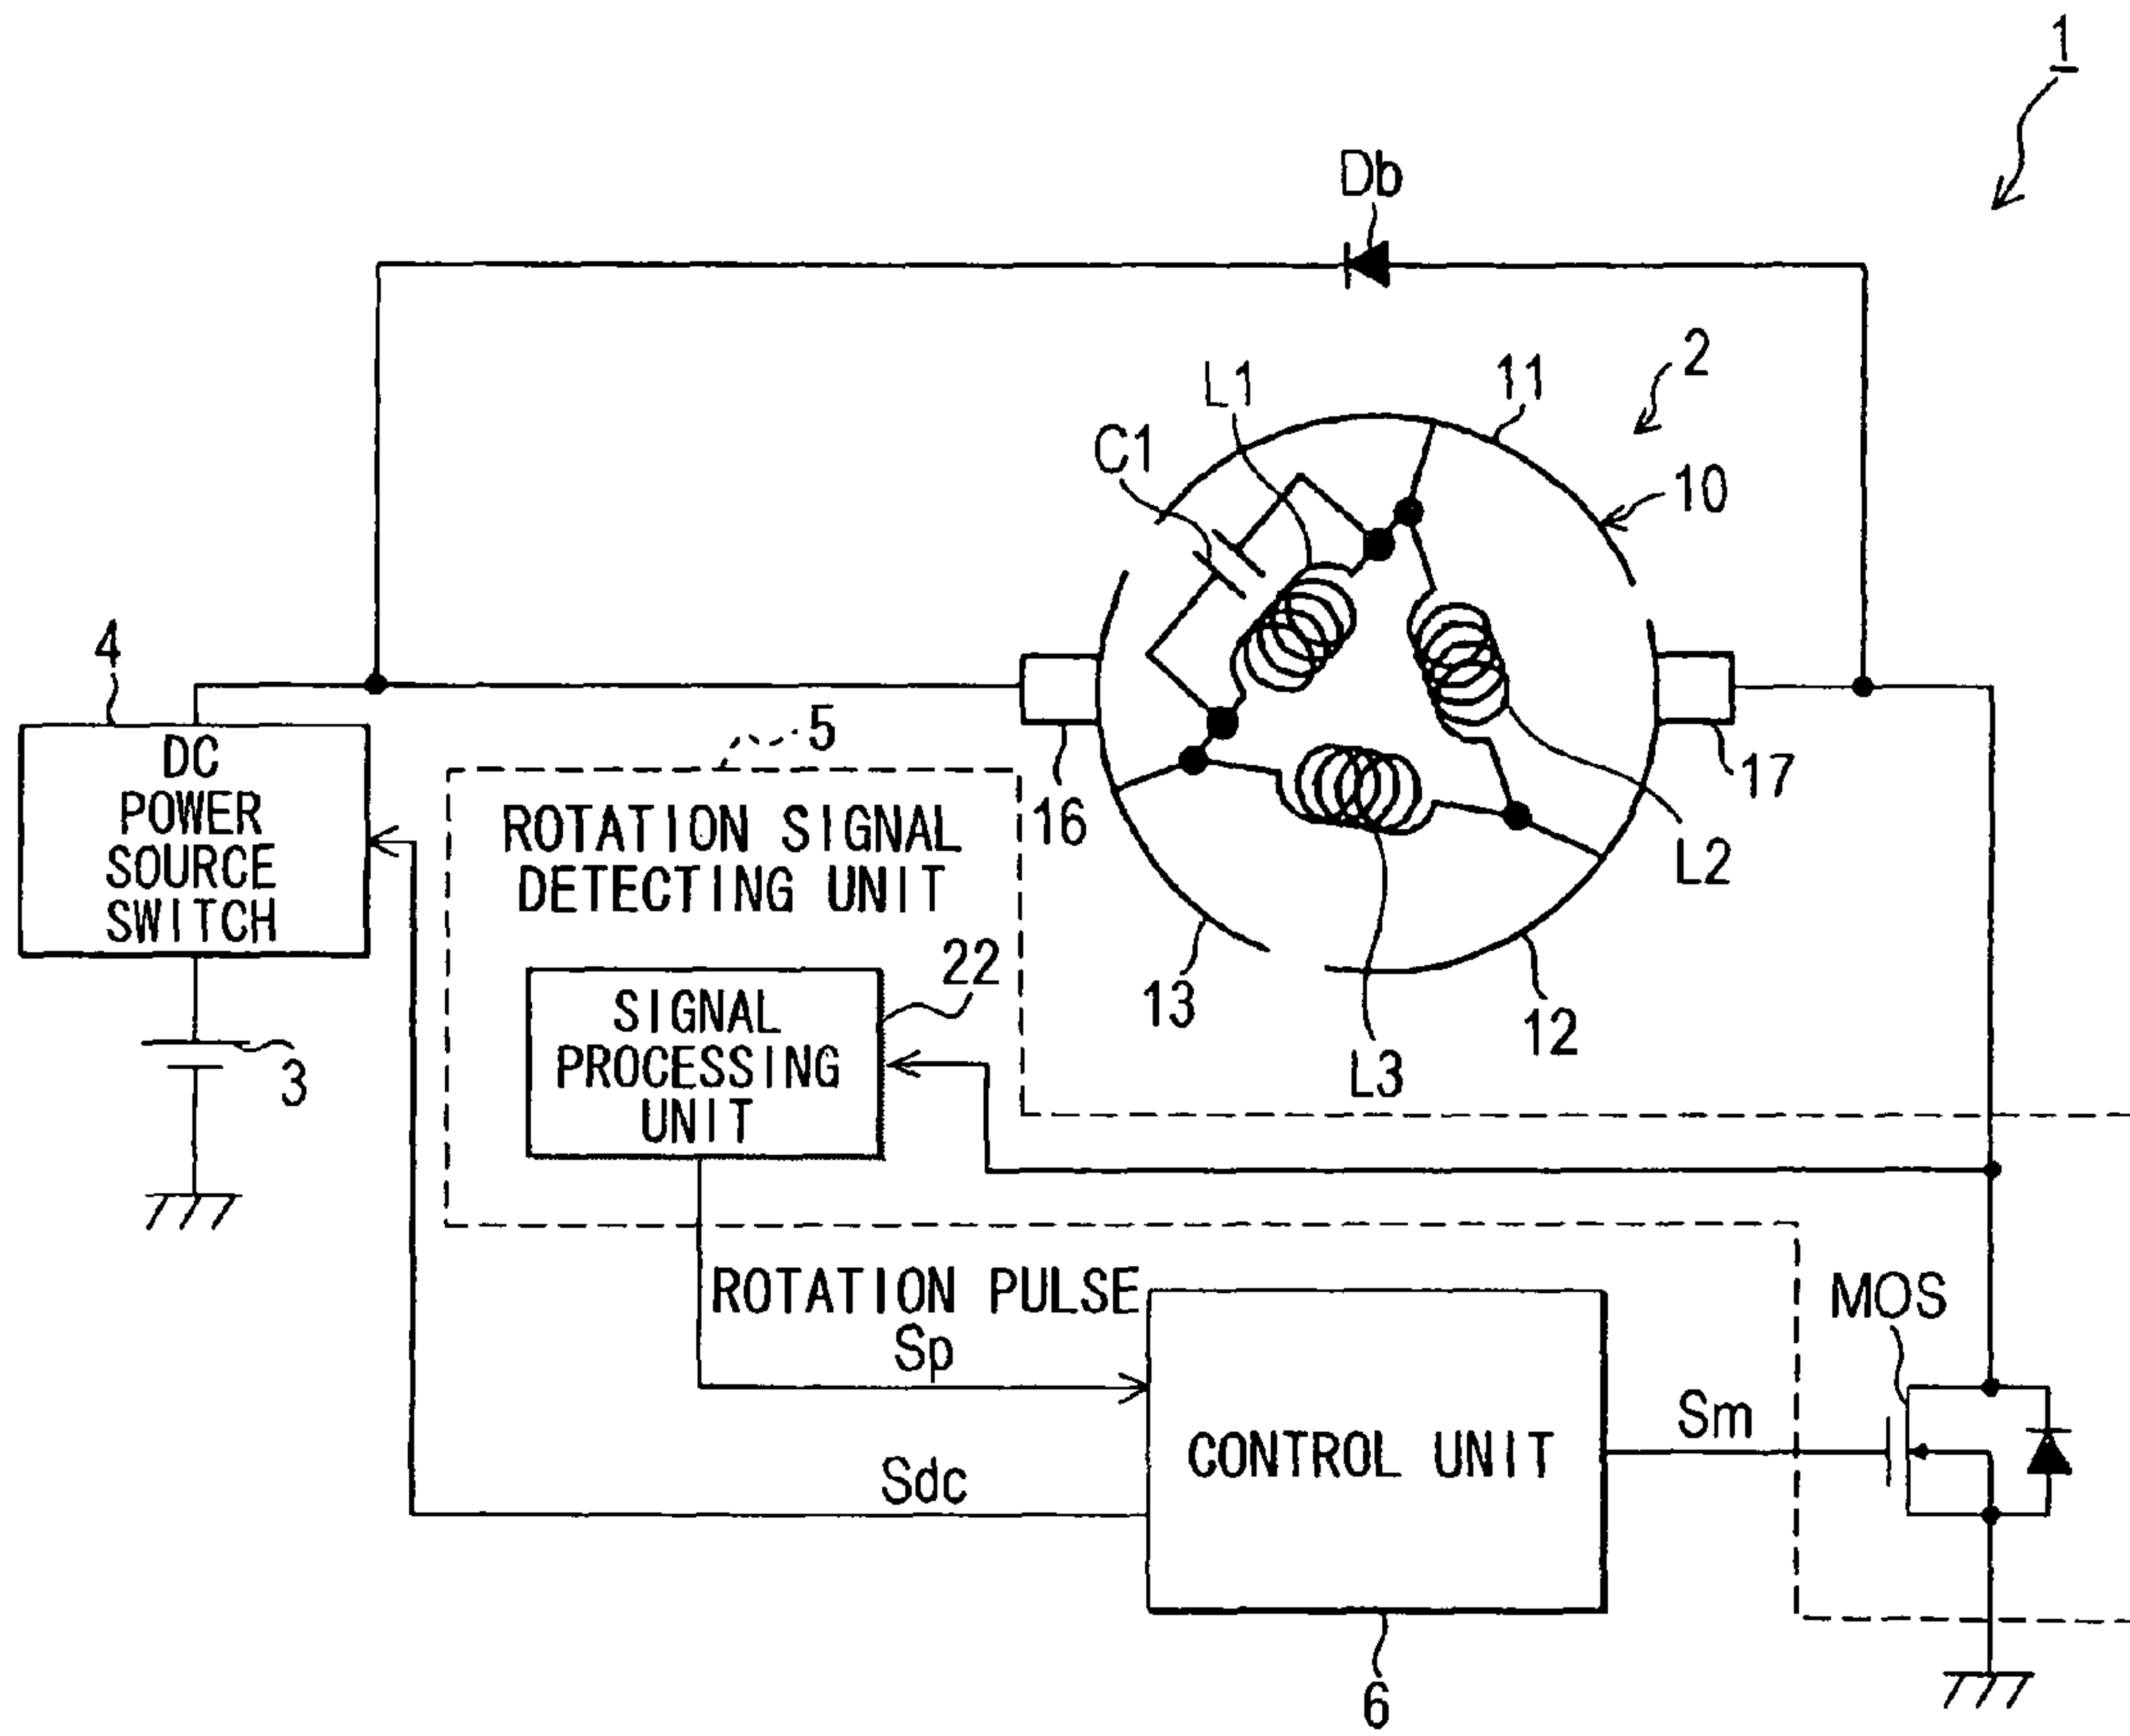 1
Db
2
11
L1
C1
10
4
5
DC
POWER
SOURCE
SWITCH
16
17
ROTATION SIGNAL
DETECTING UNIT
L2
22
13
12
SIGNAL
PROCESSING
UNIT
L3
3
ROTATION PULSE
Sp
MOS
Sm
CONTROL UNIT
Sdc
6